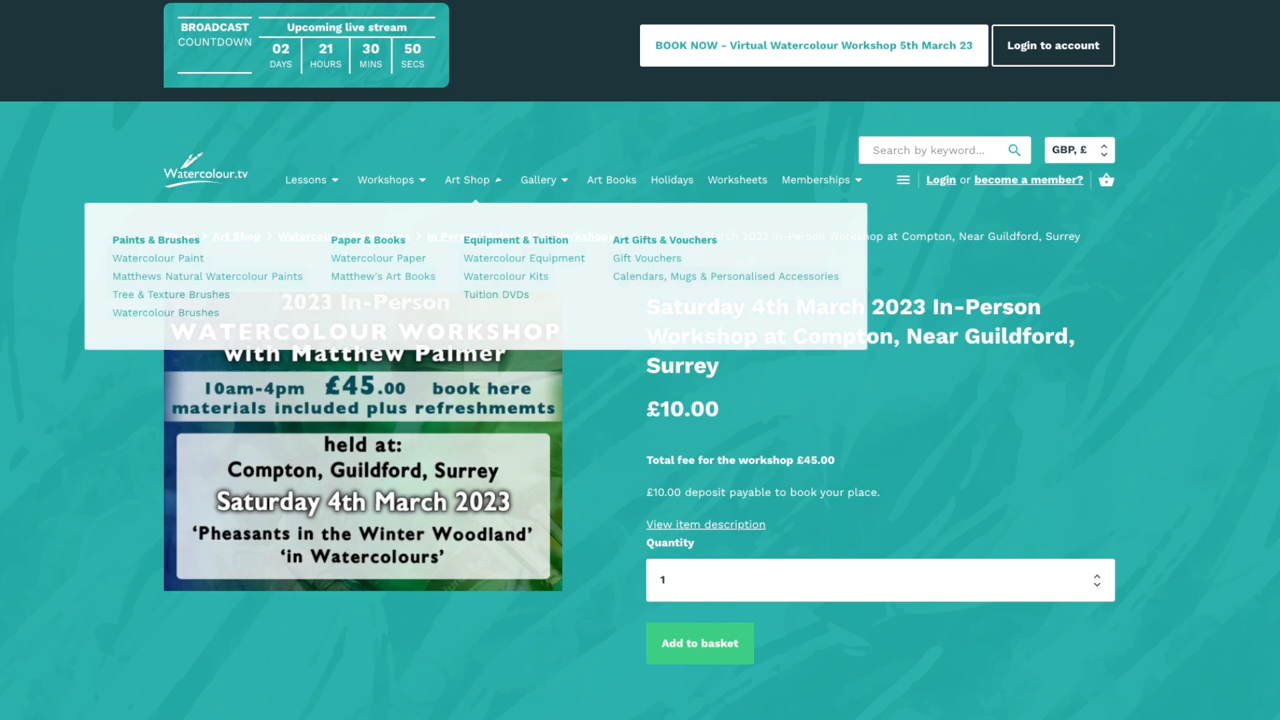 BROADCAST
COUNTDOWN
Upcoming live stream
02 21 30 50
DAYS HOURS MINS SECS
BOOK NOW - Virtual Watercolour Workshop 5th March 23
Login to account
Search by keyword...
GBP, £
Watercolour.tv
Lessons Workshops Art Shop Gallery Art Books Holidays Worksheets Memberships
Login or become a member?
March 2023 In-Person Workshop at Compton, Near Guildford, Surrey
Paints & Brushes
Watercolour Paint
Matthews Natural Watercolour Paints
Tree & Texture Brushes
Watercolour Brushes
Paper & Books
Watercolour Paper
Matthew's Art Books
Equipment & Tuition
Watercolour Equipment
Watercolour Kits
Tuition DVDs
Art Gifts & Vouchers
Gift Vouchers
Calendars, Mugs & Personalised Accessories
2023 In-Person
WATERCOLOUR WORKSHOP
with Matthew Palmer
10am-4pm £45.00 book here
materials included plus refreshmemts
held at:
Compton, Guildford, Surrey
Saturday 4th March 2023
‘Pheasants in the Winter Woodland’
‘in Watercolours’
Saturday 4th March 2023 In-Person
Workshop at Compton, Near Guildford,
Surrey
£10.00
Total fee for the workshop £45.00
£10.00 deposit payable to book your place.
View item description
Quantity
1
Add to basket